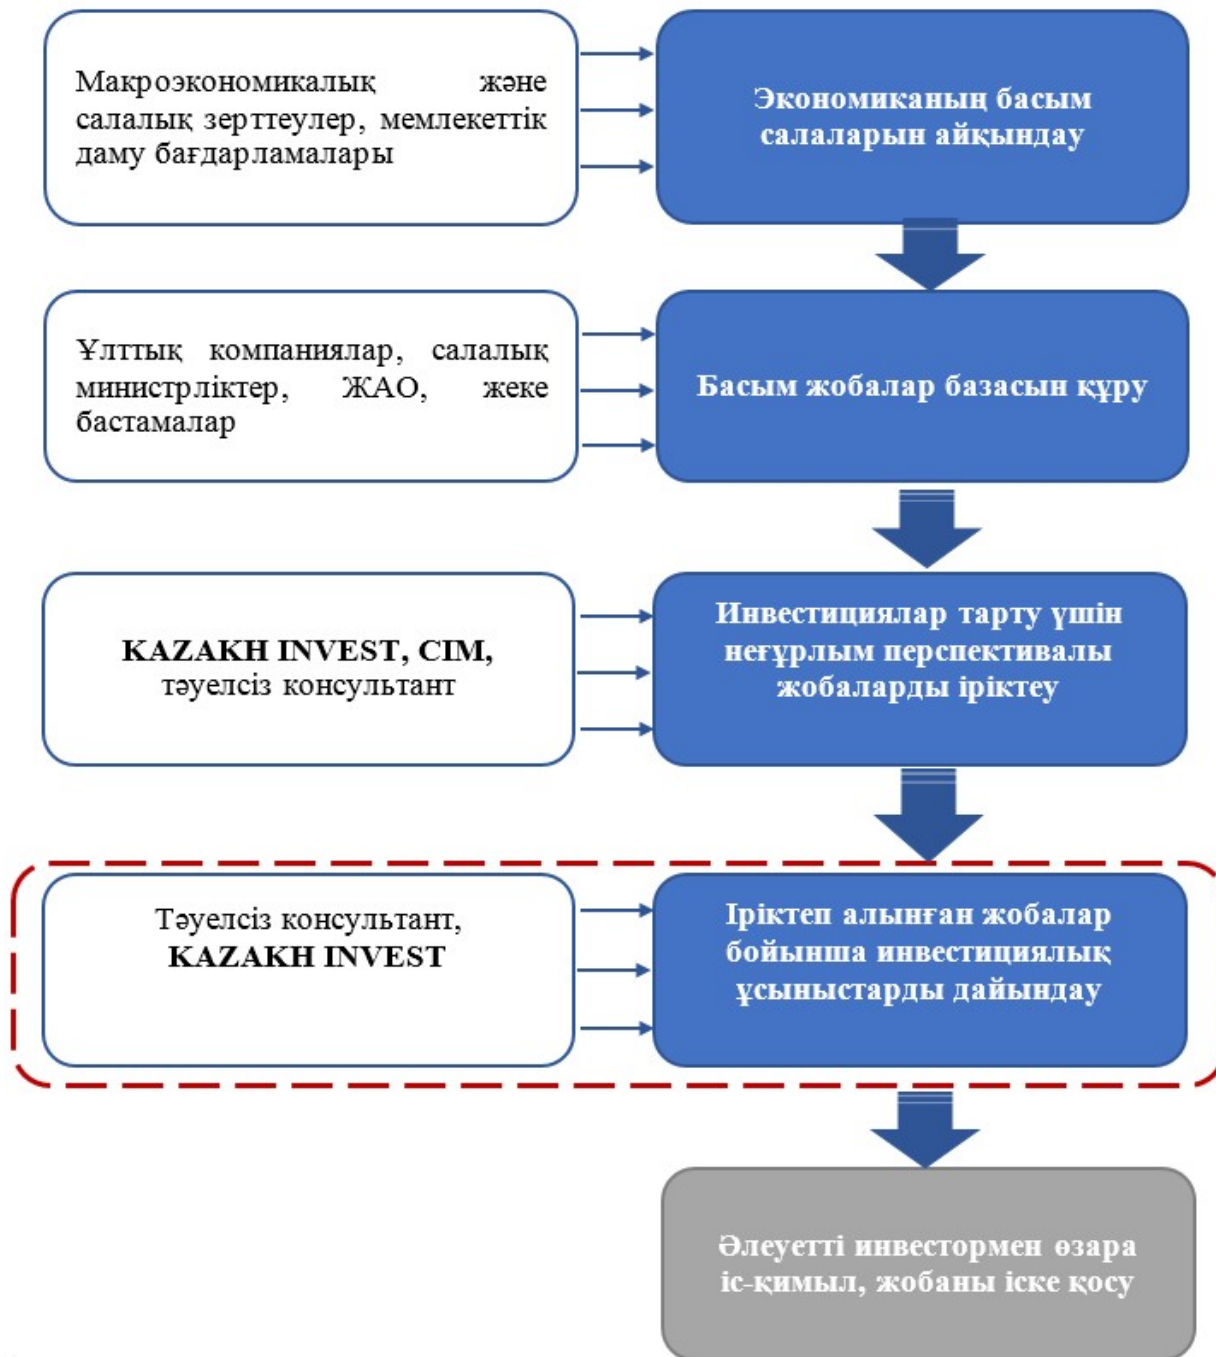 Макроэкономикалық және
салалық зерттеулер, мемлекеттік
даму бағдарламалары
Экономиканың басым
салаларын айқындау
Ұлттық компаниялар, салалық
министрліктер, ЖАО, жеке
бастамалар
Басым жобалар базасын құру
KAZAKH INVEST, CIM,
тәуелсіз консультант
Инвестициялар тарту үшін
неғұрлым перспективалы
жобаларды іріктеу
Тәуелсіз консультант,
KAZAKH INVEST
Іріктеп алынған жобалар
бойынша инвестициялық
ұсыныстарды дайындау
Әлеуетті инвестормен өзара
іс-қимыл, жобаны іске қосу